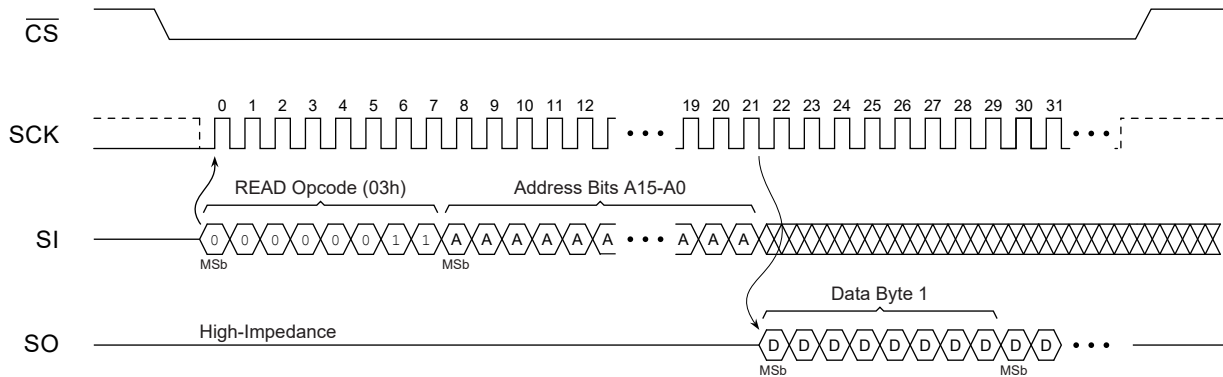 CS
SCK
0 1 2 3 4 5 6 7 8 9 10 11 12 19 20 21 22 23 24 25 26 27 28 29 30 31
READ Opcode (03h)
Address Bits A15-A0
SI
0 0 0 0 0 0 1 1 A A A A A A A A A
MSb
MSb
Data Byte 1
SO
High-Impedance
D D D D D D D D D D
MSb
MSb